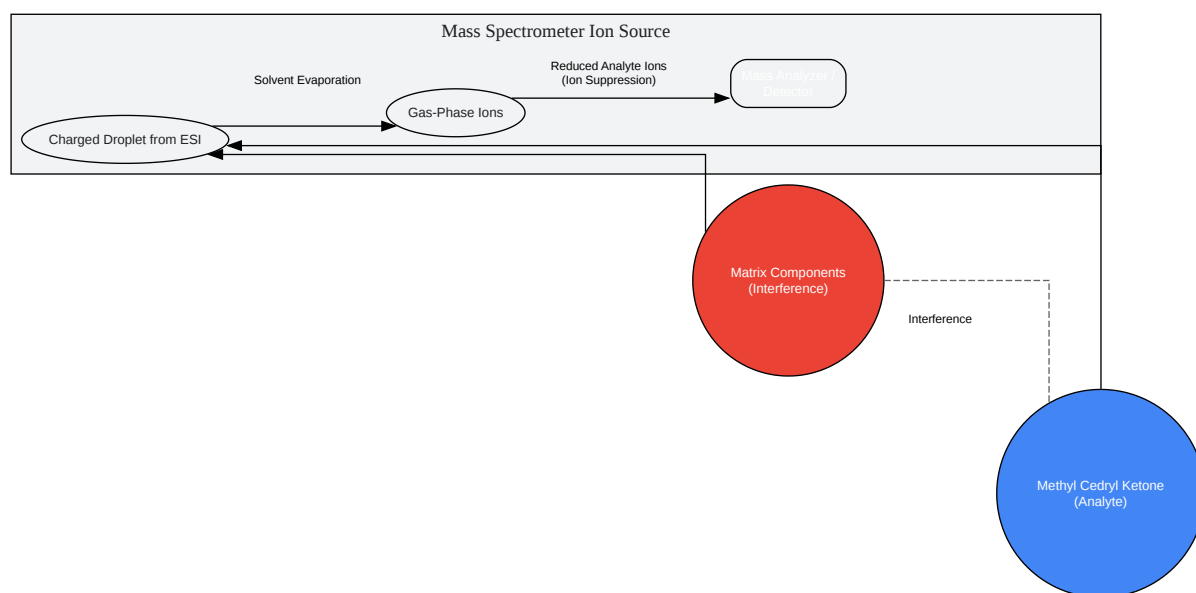 Mass Spectrometer Ion Source
Solvent Evaporation
Reduced Analyte Ions
(Ion Suppression)
Mass Analyzer /
Detector
Gas-Phase Ions
Charged Droplet from ESI
Matrix Components
(Interference)
Interference
Methyl Cedryl Ketone
(Analyte)